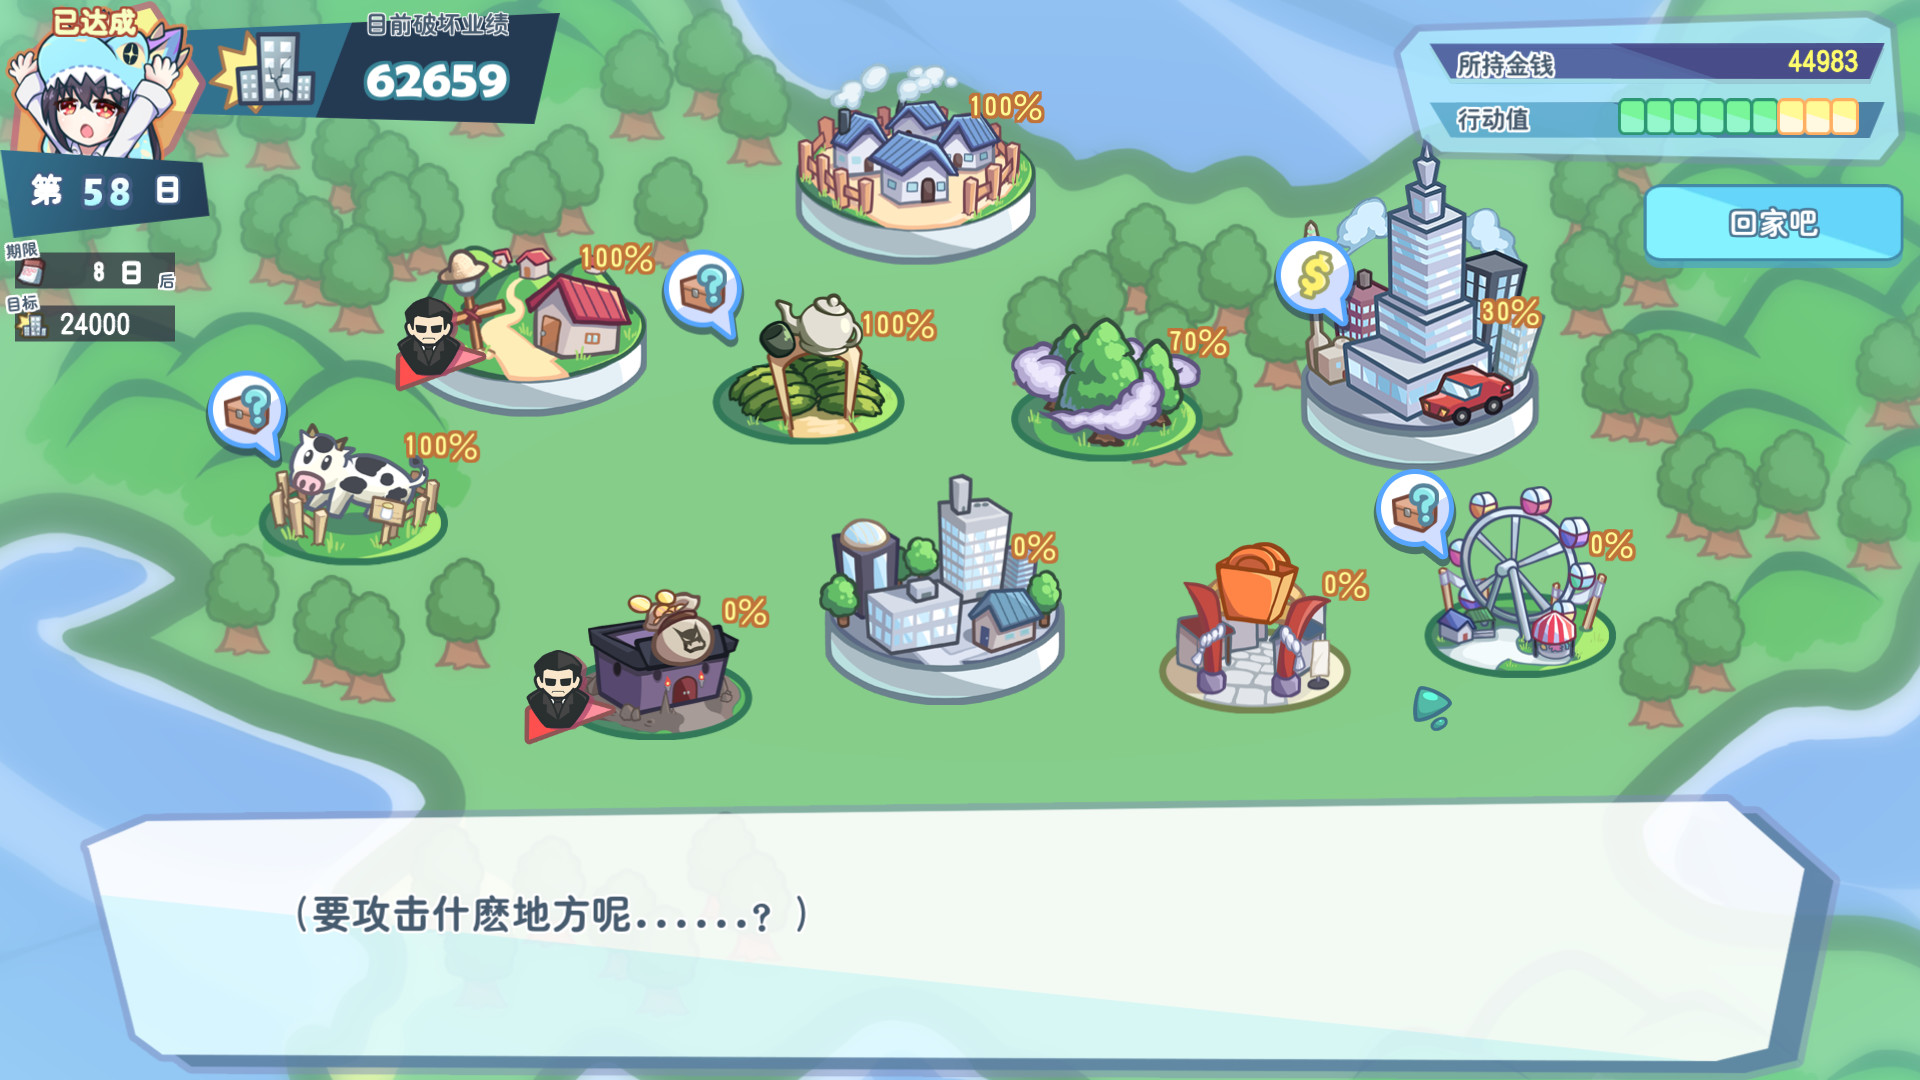 已达成
目前破坏业绩
62659
第 58 日
期限
8 日后
目标
24000
所持金钱
44983
行动值
回家吧
100%
100%
100%
70%
30%
100%
0%
0%
0%
0%
(要攻击什麽地方呢......? )